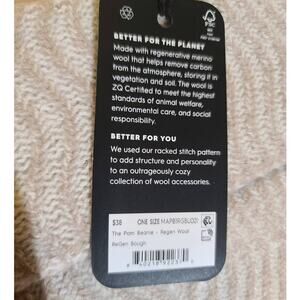 FSC
BETTER FOR THE PLANET
Made with regenerative merino
wool that helps remove carbon
from the atmosphere, storing it in
vegetation and soil. The wool is
ZQ Certified to meet the highest
standards of animal welfare,
environmental care, and social
responsibility.
BETTER FOR YOU
We used our racked stitch pattern
to add structure and personality
to an outrageously cozy
collection of wool accessories.
$38
ONE SIZE
The Pom Beanie - Regen Wool
ReGen Bough